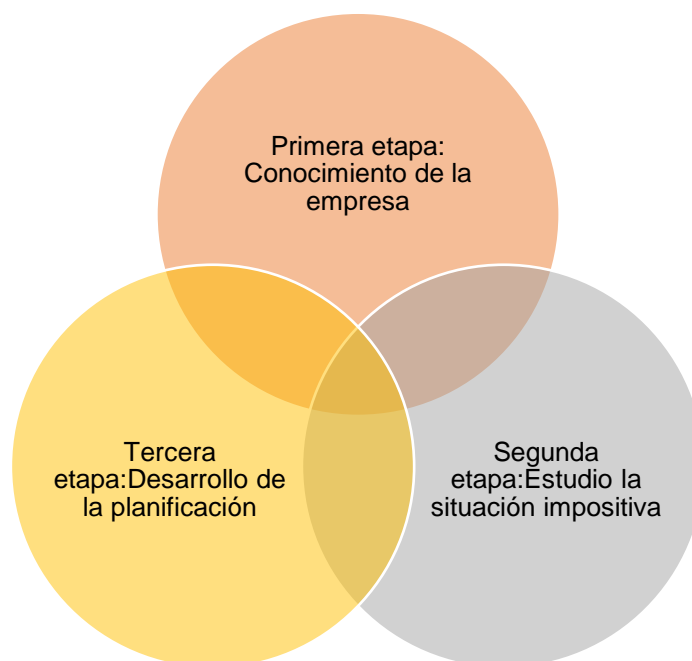 Primera etapa:
Conocimiento de la
empresa
Tercera
etapa:Desarrollo de
la planificación
Segunda
etapa:Estudio la
situación impositiva